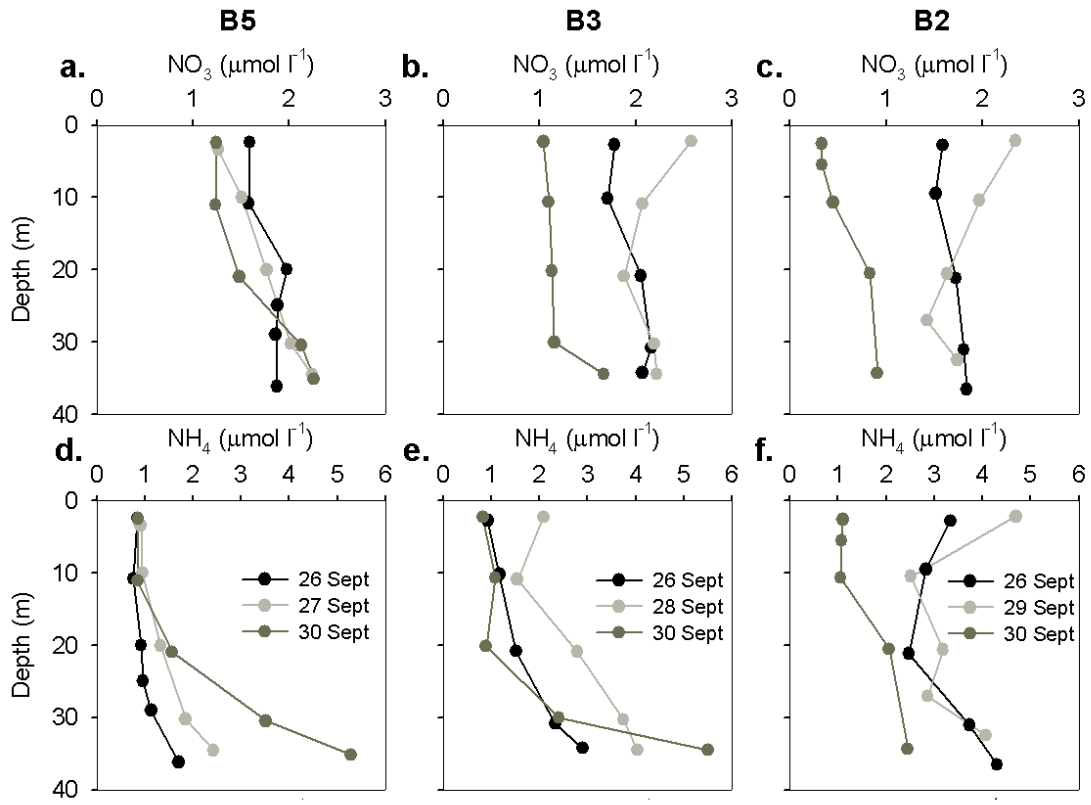 B5 B3 B2
a. NO₃ (μmol l⁻¹) b. NO₃ (μmol l⁻¹) c. NO₃ (μmol l⁻¹)
0 1 2 3 0 1 2 3 0 1 2 3
0
10
20
30
40
Depth (m)
d. NH₄ (μmol l⁻¹) e. NH₄ (μmol l⁻¹) f. NH₄ (μmol l⁻¹)
0 1 2 3 4 5 6 0 1 2 3 4 5 6 0 1 2 3 4 5 6
0
10
20
30
40
Depth (m)
26 Sept
27 Sept
30 Sept
26 Sept
28 Sept
30 Sept
26 Sept
29 Sept
30 Sept